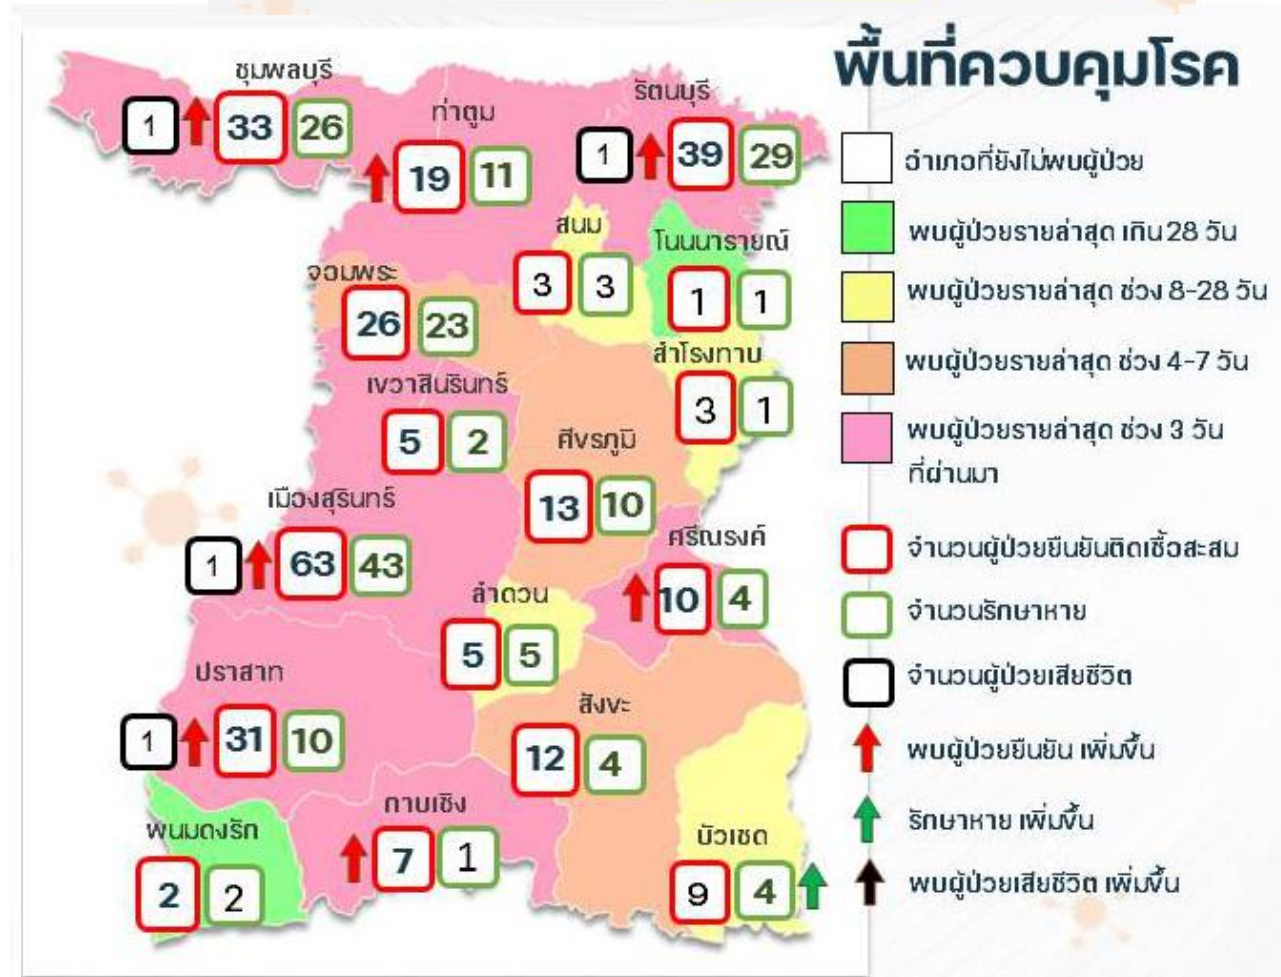 พื้นที่ควบคุมโรค
ชุมพลบุรี
1 33 26
ท่าตูม
19 11
รัตนบุรี
1 39 29
สนม
3 3
โนนนารายณ์
1 1
จอมพระ
26 23
สำโรงทาบ
3 1
เขวาสินรินทร์
5 2
ศีขรภูมิ
13 10
เมืองสุรินทร์
1 63 43
ศรีณรงค์
10 4
ลำดวน
5 5
ปราสาท
1 31 10
สังขะ
12 4
กาบเชิง
7 1
พนมดงรัก
2 2
บัวเชด
9 4
อำเภอที่ยังไม่พบผู้ป่วย
พบผู้ป่วยรายล่าสุด เกิน 28 วัน
พบผู้ป่วยรายล่าสุด ช่วง 8-28 วัน
พบผู้ป่วยรายล่าสุด ช่วง 4-7 วัน
พบผู้ป่วยรายล่าสุด ช่วง 3 วัน
ที่ผ่านมา
จำนวนผู้ป่วยยืนยันติดเชื้อสะสม
จำนวนรักษาหาย
จำนวนผู้ป่วยเสียชีวิต
พบผู้ป่วยยืนยัน เพิ่มขึ้น
รักษาหาย เพิ่มขึ้น
พบผู้ป่วยเสียชีวิต เพิ่มขึ้น